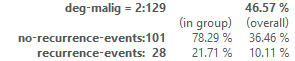 deg-malig = 2:129 46.57 %
(in group) (overall)
no-recurrence-events:101 78.29 % 36.46 %
recurrence-events: 28 21.71 % 10.11 %